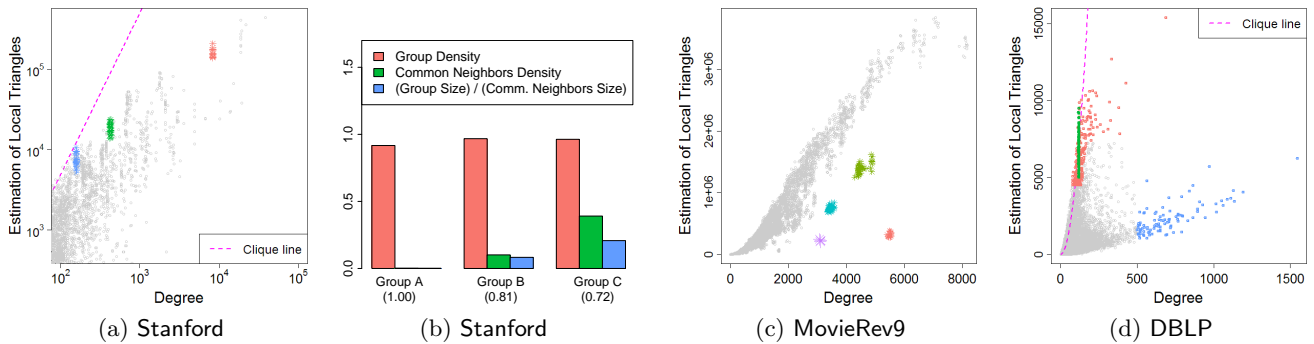 Estimation of Local Triangles
10^5
10^4
10^3
10^2 10^3 10^4 10^5
Degree
Clique line
(a) Stanford
Group Density
Common Neighbors Density
(Group Size) / (Comm. Neighbors Size)
1.5
1.0
0.5
0.0
Group A Group B Group C
(1.00) (0.81) (0.72)
(b) Stanford
Estimation of Local Triangles
3e+06
2e+06
1e+06
0
0 2000 4000 6000 8000
Degree
(c) MovieRev9
Estimation of Local Triangles
15000
10000
5000
0
0 500 1000 1500
Degree
Clique line
(d) DBLP